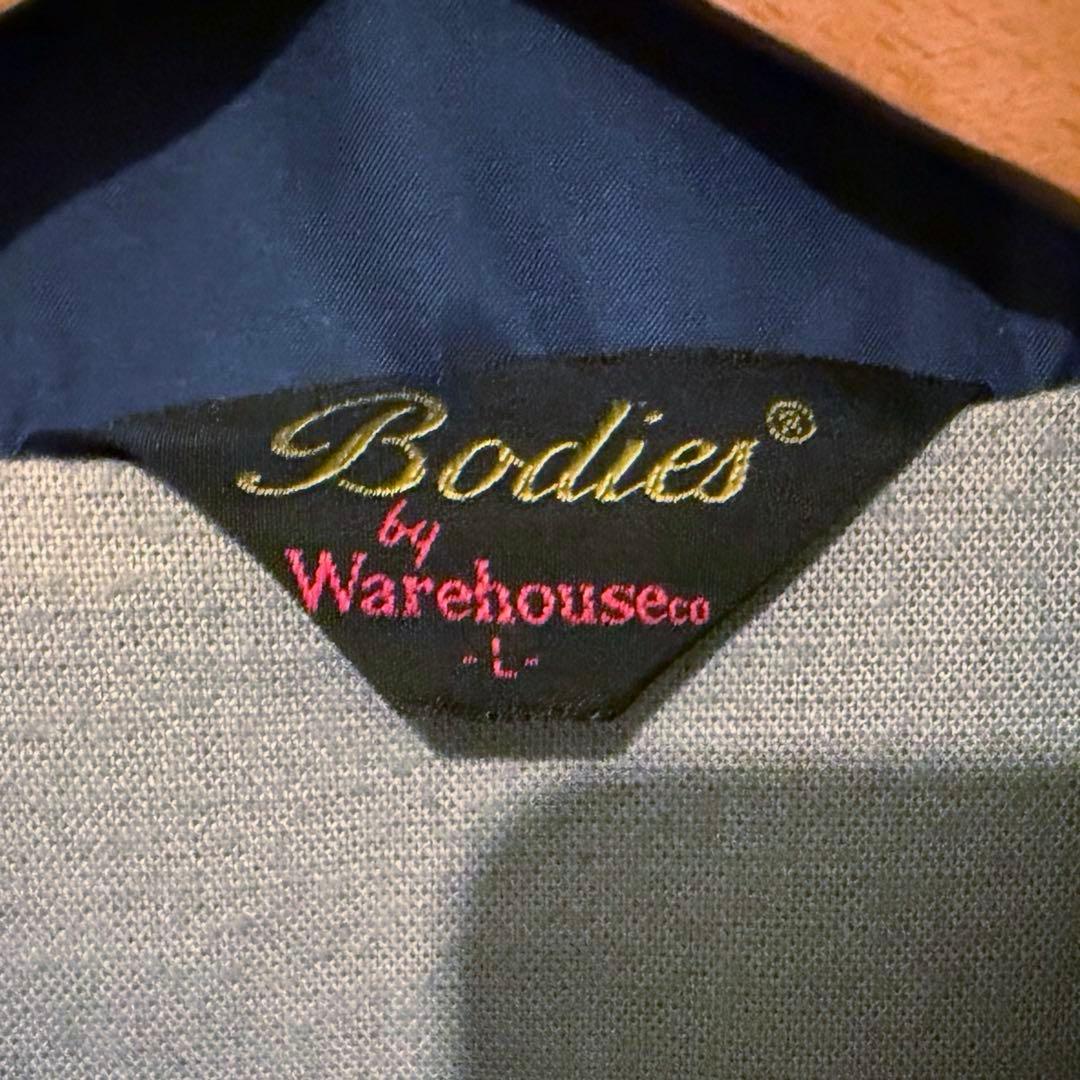 Bodies®
by
Warehouseco
-L-